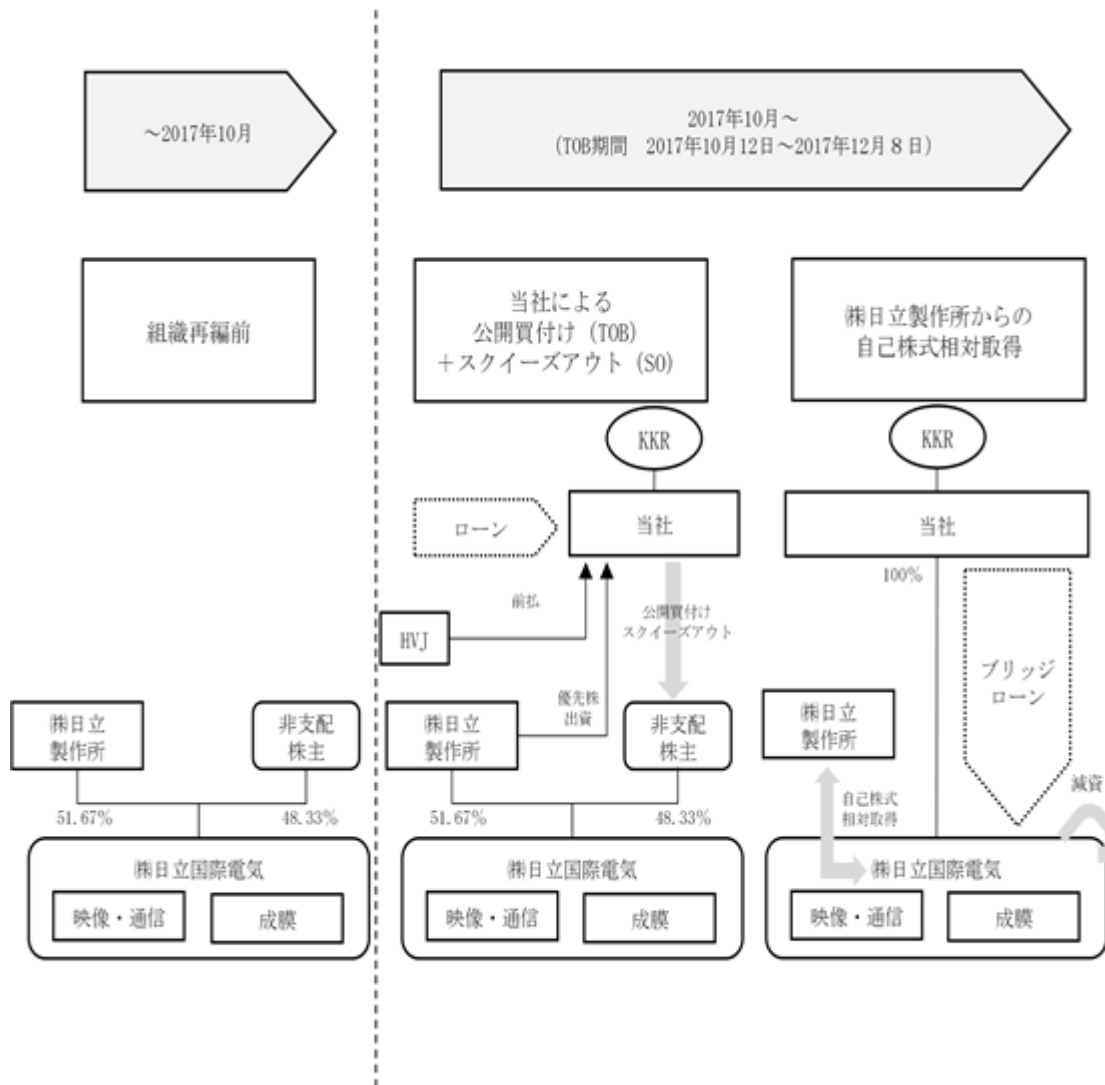 ～2017年10月
2017年10月～
(TOB期間　2017年10月12日～2017年12月８日)
組織再編前
当社による
公開買付け (TOB)
＋スクイーズアウト (SO)
㈱日立製作所からの
自己株式相対取得
KKR
KKR
ローン
当社
当社
100%
前払
公開買付け
スクイーズアウト
HVJ
ブリッジ
ローン
優先株
出資
㈱日立
製作所
非支配
株主
㈱日立
製作所
非支配
株主
㈱日立
製作所
減資
51.67%
48.33%
51.67%
48.33%
自己株式
相対取得
㈱日立国際電気
㈱日立国際電気
㈱日立国際電気
映像・通信
成膜
映像・通信
成膜
映像・通信
成膜